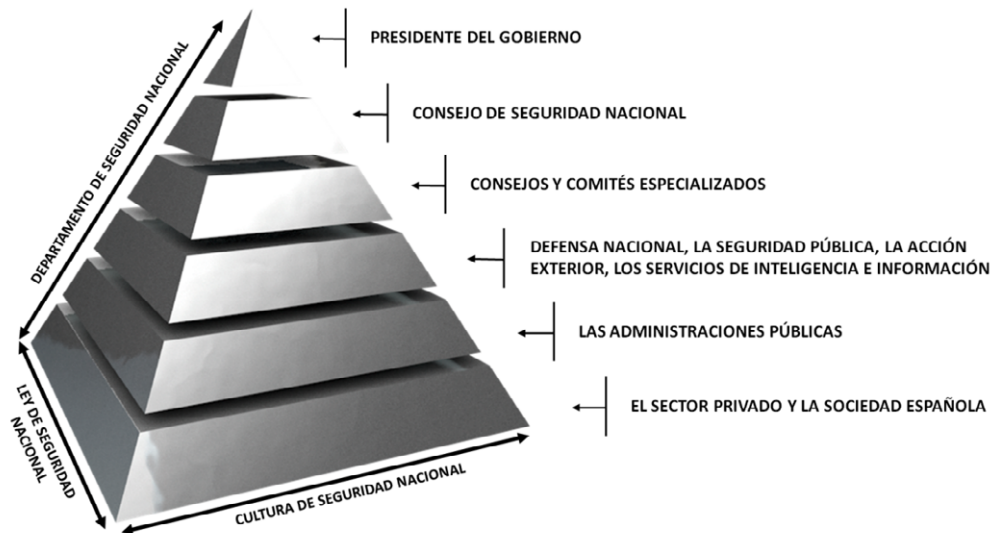 PRESIDENTE DEL GOBIERNO
CONSEJO DE SEGURIDAD NACIONAL
CONSEJOS Y COMITÉS ESPECIALIZADOS
DEFENSA NACIONAL, LA SEGURIDAD PÚBLICA, LA ACCIÓN
EXTERIOR, LOS SERVICIOS DE INTELIGENCIA E INFORMACIÓN
LAS ADMINISTRACIONES PÚBLICAS
EL SECTOR PRIVADO Y LA SOCIEDAD ESPAÑOLA
DEPARTAMENTO DE SEGURIDAD NACIONAL
LEY DE SEGURIDAD
NACIONAL
CULTURA DE SEGURIDAD NACIONAL